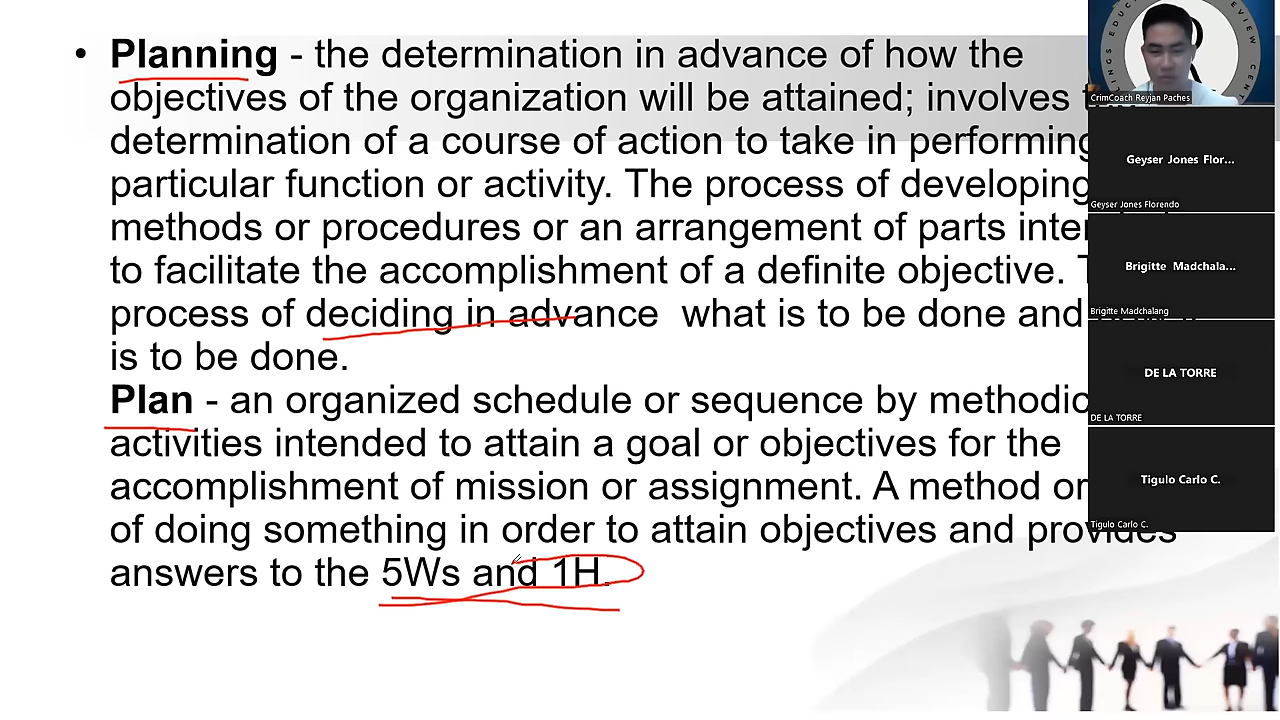 • Planning - the determination in advance of how the
objectives of the organization will be attained; involves
determination of a course of action to take in performing
particular function or activity. The process of developing
methods or procedures or an arrangement of parts
to facilitate the accomplishment of a definite objective.
process of deciding in advance what is to be done and
is to be done.
Plan - an organized schedule or sequence by
activities intended to attain a goal or objectives for the
accomplishment of mission or assignment. A method or
of doing something in order to attain objectives and provides
answers to the 5Ws and 1H.
CrimCoach Reyjan Paches
Geyser Jones Flor...
Geyser Jones Florendo
Brigitte Madchala...
Brigitte Madchalang
DE LA TORRE
DE LA TORRE
Tigulo Carlo C.
Tigulo Carlo C.